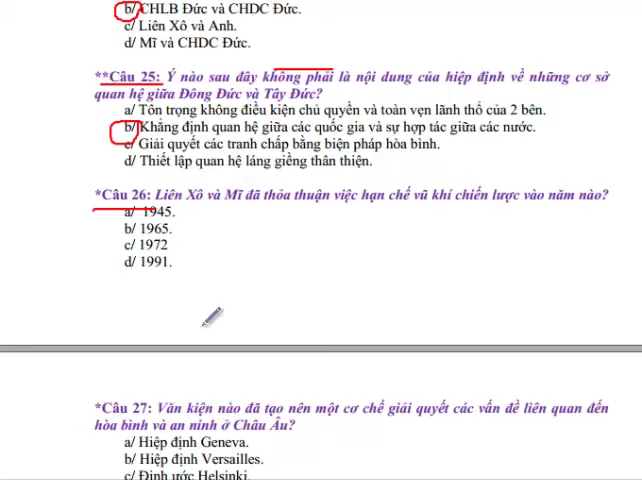 b/ CHLB Đức và CHDC Đức.
c/ Liên Xô và Anh.
d/ Mĩ và CHDC Đức.
**Câu 25: Ý nào sau đây không phải là nội dung của hiệp định về những cơ sở
quan hệ giữa Đông Đức và Tây Đức?
a/ Tôn trọng không điều kiện chủ quyền và toàn vẹn lãnh thổ của 2 bên.
b/ Khẳng định quan hệ giữa các quốc gia và sự hợp tác giữa các nước.
c/ Giải quyết các tranh chấp bằng biện pháp hòa bình.
d/ Thiết lập quan hệ láng giềng thân thiện.
*Câu 26: Liên Xô và Mĩ đã thỏa thuận việc hạn chế vũ khí chiến lược vào năm nào?
a/ 1945.
b/ 1965.
c/ 1972
d/ 1991.
*Câu 27: Văn kiện nào đã tạo nên một cơ chế giải quyết các vấn đề liên quan đến
hòa bình và an ninh ở Châu Âu?
a/ Hiệp định Geneva.
b/ Hiệp định Versailles.
c/ Định ước Helsinki.